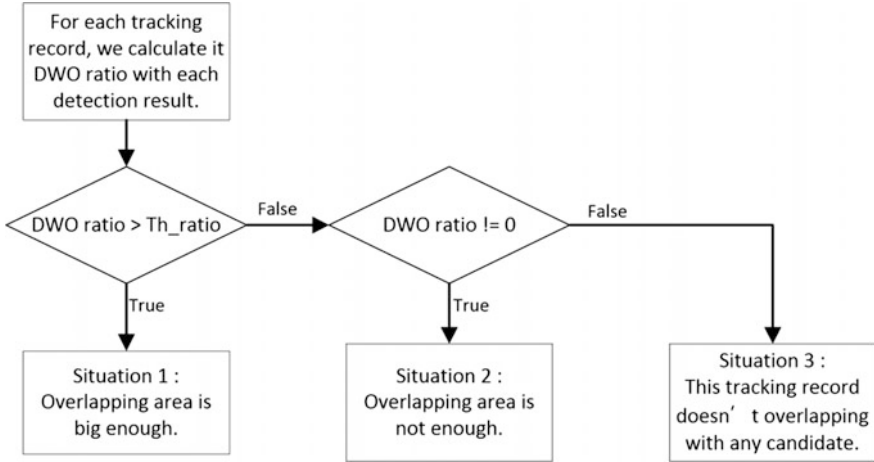 For each tracking
record, we calculate it
DWO ratio with each
detection result.
DWO ratio > Th_ratio
False
DWO ratio != 0
False
True
True
Situation 1 :
Overlapping area is
big enough.
Situation 2 :
Overlapping area is
not enough.
Situation 3 :
This tracking record
doesn’ t overlapping
with any candidate.